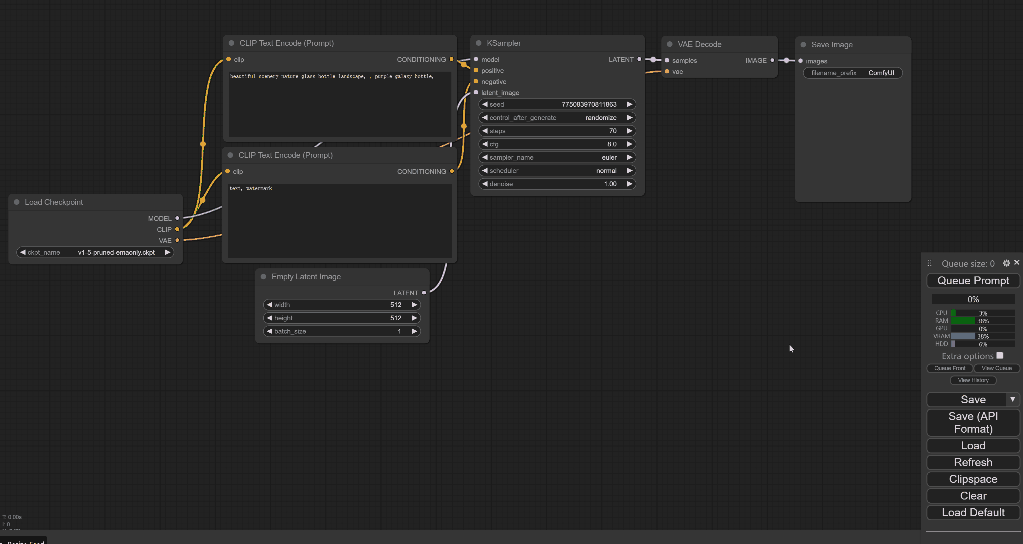 CLIP Text Encode (Prompt)
clip
CONDITIONING
beautiful scenery nature glass bottle landscape, , purple galaxy bottle,
CLIP Text Encode (Prompt)
clip
CONDITIONING
text, watermark
Load Checkpoint
MODEL
CLIP
VAE
ckpt_name v1-5-pruned-emaonly.ckpt
Empty Latent Image
LATENT
width 512
height 512
batch_size 1
KSampler
model LATENT
positive
negative
latent_image
seed 775083970811863
control_after_generate randomize
steps 70
cfg 8.0
sampler_name euler
scheduler normal
denoise 1.00
VAE Decode
samples IMAGE
vae
Save Image
images
filename_prefix ComfyUI
Queue size: 0
Queue Prompt
0%
CPU 3%
RAM
GPU 0%
VRAM
HDD 6%
Extra options
Queue Front View Queue
View History
Save ▼
Save (API
Format)
Load
Refresh
Clipspace
Clear
Load Default
T: 0.00s
I: 0